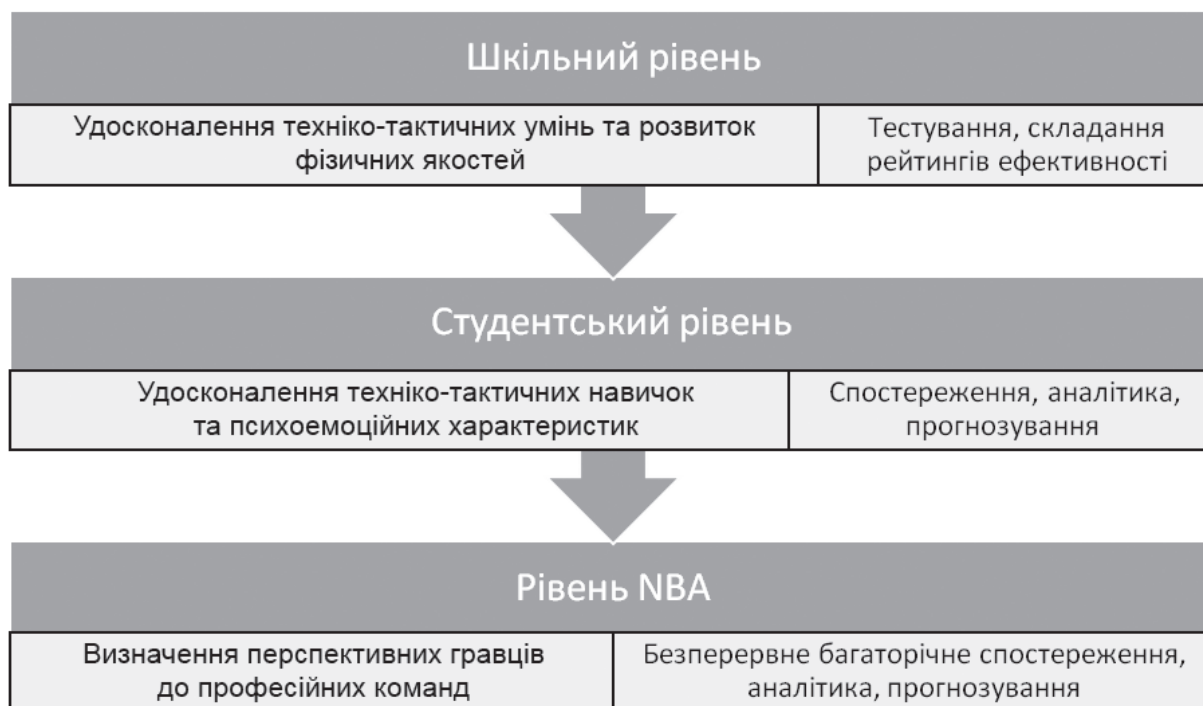 Шкільний рівень
Удосконалення техніко-тактичних умінь та розвиток
фізичних якостей
Тестування, складання
рейтингів ефективності
Студентський рівень
Удосконалення техніко-тактичних навичок
та психоемоційних характеристик
Спостереження, аналітика,
прогнозування
Рівень NBA
Визначення перспективних гравців
до професійних команд
Безперервне багаторічне спостереження,
аналітика, прогнозування